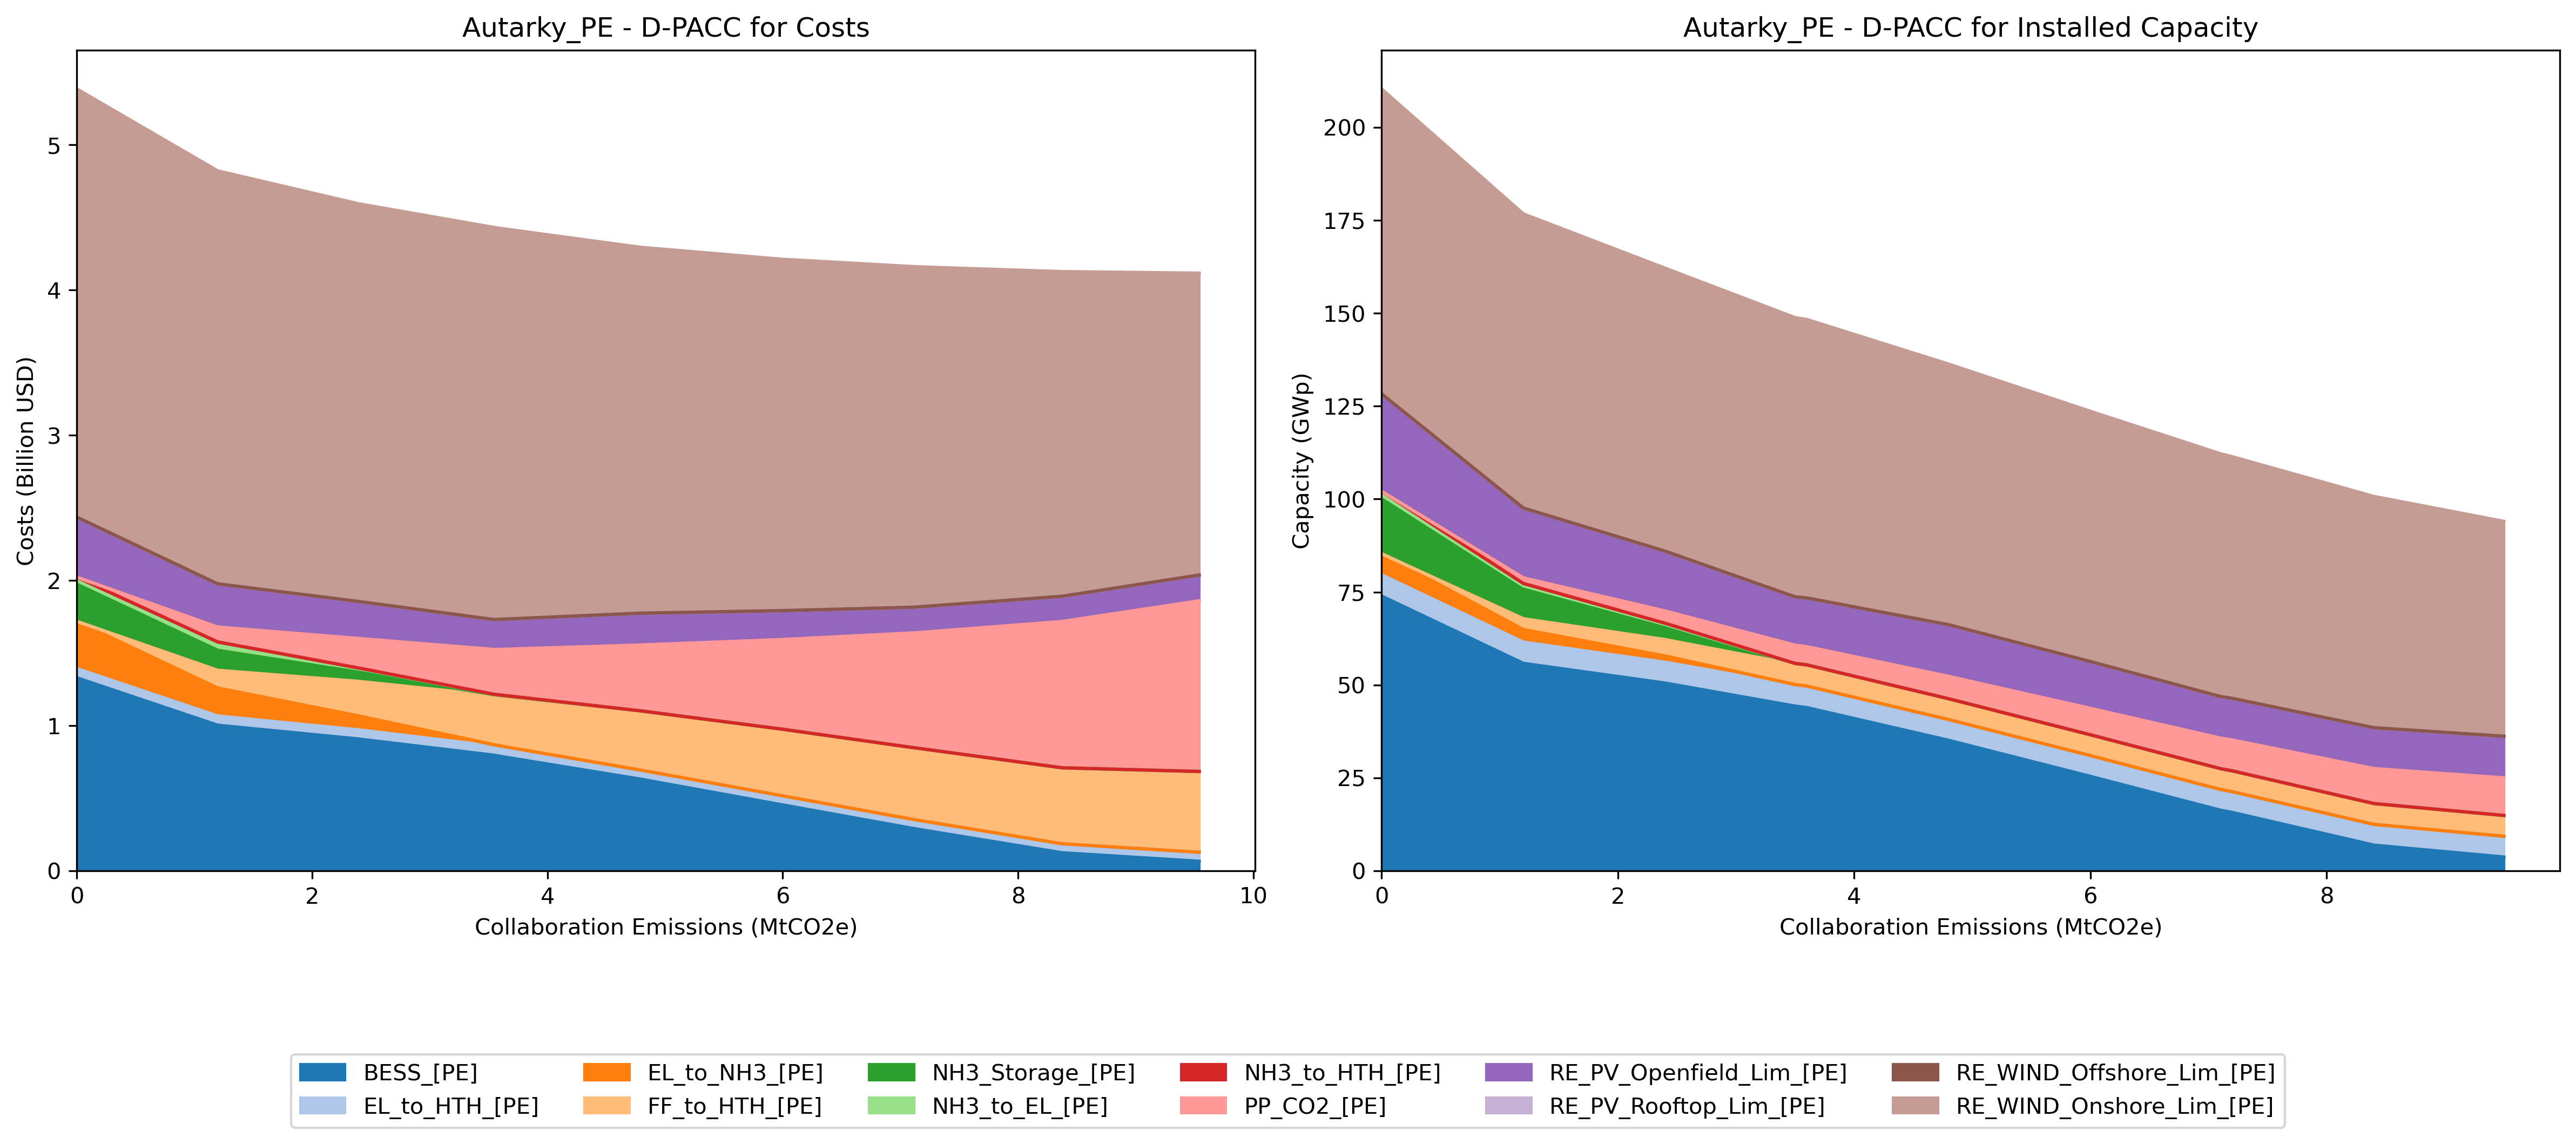 Autarky_PE - D-PACC for Costs
5
4
3
2
1
0
Costs (Billion USD)
0 2 4 6 8 10
Collaboration Emissions (MtCO2e)
Autarky_PE - D-PACC for Installed Capacity
200
175
150
125
100
75
50
25
0
Capacity (GWp)
0 2 4 6 8
Collaboration Emissions (MtCO2e)
BESS_[PE] EL_to_NH3_[PE] NH3_Storage_[PE] NH3_to_HTH_[PE] RE_PV_Openfield_Lim_[PE] RE_WIND_Offshore_Lim_[PE]
EL_to_HTH_[PE] FF_to_HTH_[PE] NH3_to_EL_[PE] PP_CO2_[PE] RE_PV_Rooftop_Lim_[PE] RE_WIND_Onshore_Lim_[PE]